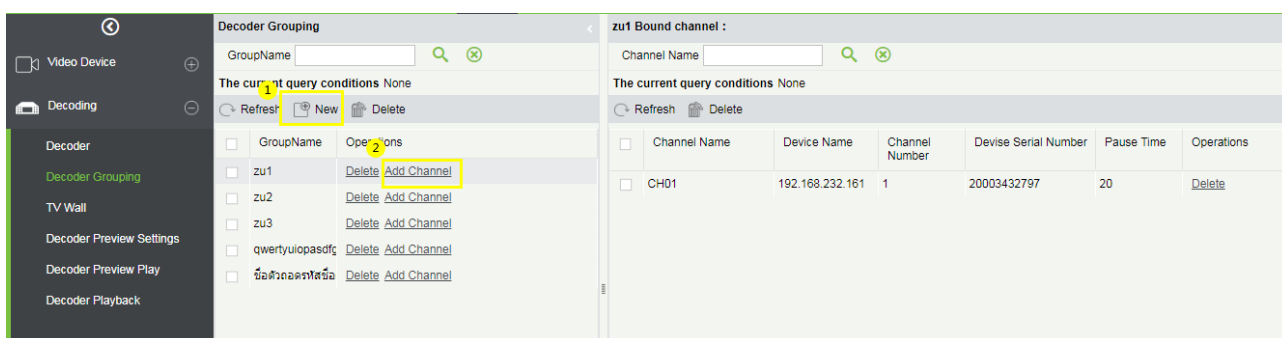 Decoder Grouping
zu1 Bound channel :
Video Device
GroupName
Channel Name
The current query conditions None
The current query conditions None
1
Decoding
Refresh New Delete
Refresh Delete
Decoder
GroupName Operations
2
Channel Name Device Name Channel Number Devise Serial Number Pause Time Operations
Decoder Grouping
zu1 Delete Add Channel
CH01 192.168.232.161 1 20003432797 20 Delete
TV Wall
zu2 Delete Add Channel
zu3 Delete Add Channel
Decoder Preview Settings
qwertyuiopasdfg Delete Add Channel
Decoder Preview Play
ชื่อตัวถอดรหัสชื่อ Delete Add Channel
Decoder Playback